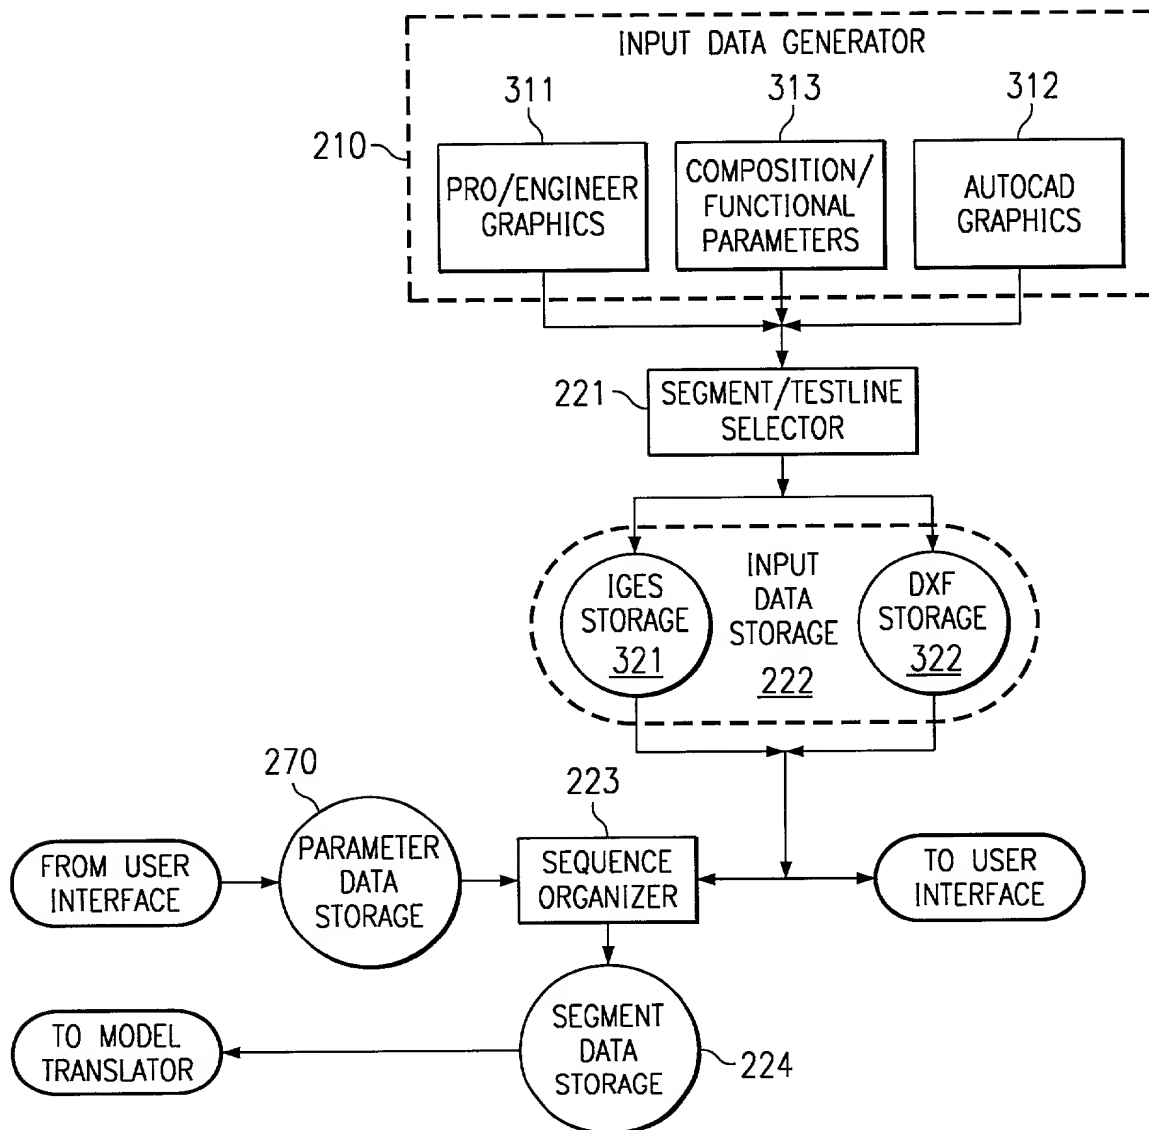 INPUT DATA GENERATOR
311
313
312
210
PRO/ENGINEER
GRAPHICS
COMPOSITION/
FUNCTIONAL
PARAMETERS
AUTOCAD
GRAPHICS
221
SEGMENT/TESTLINE
SELECTOR
IGES
STORAGE
321
INPUT
DATA
STORAGE
222
DXF
STORAGE
322
270
223
FROM USER
INTERFACE
PARAMETER
DATA
STORAGE
SEQUENCE
ORGANIZER
TO USER
INTERFACE
TO MODEL
TRANSLATOR
SEGMENT
DATA
STORAGE
224